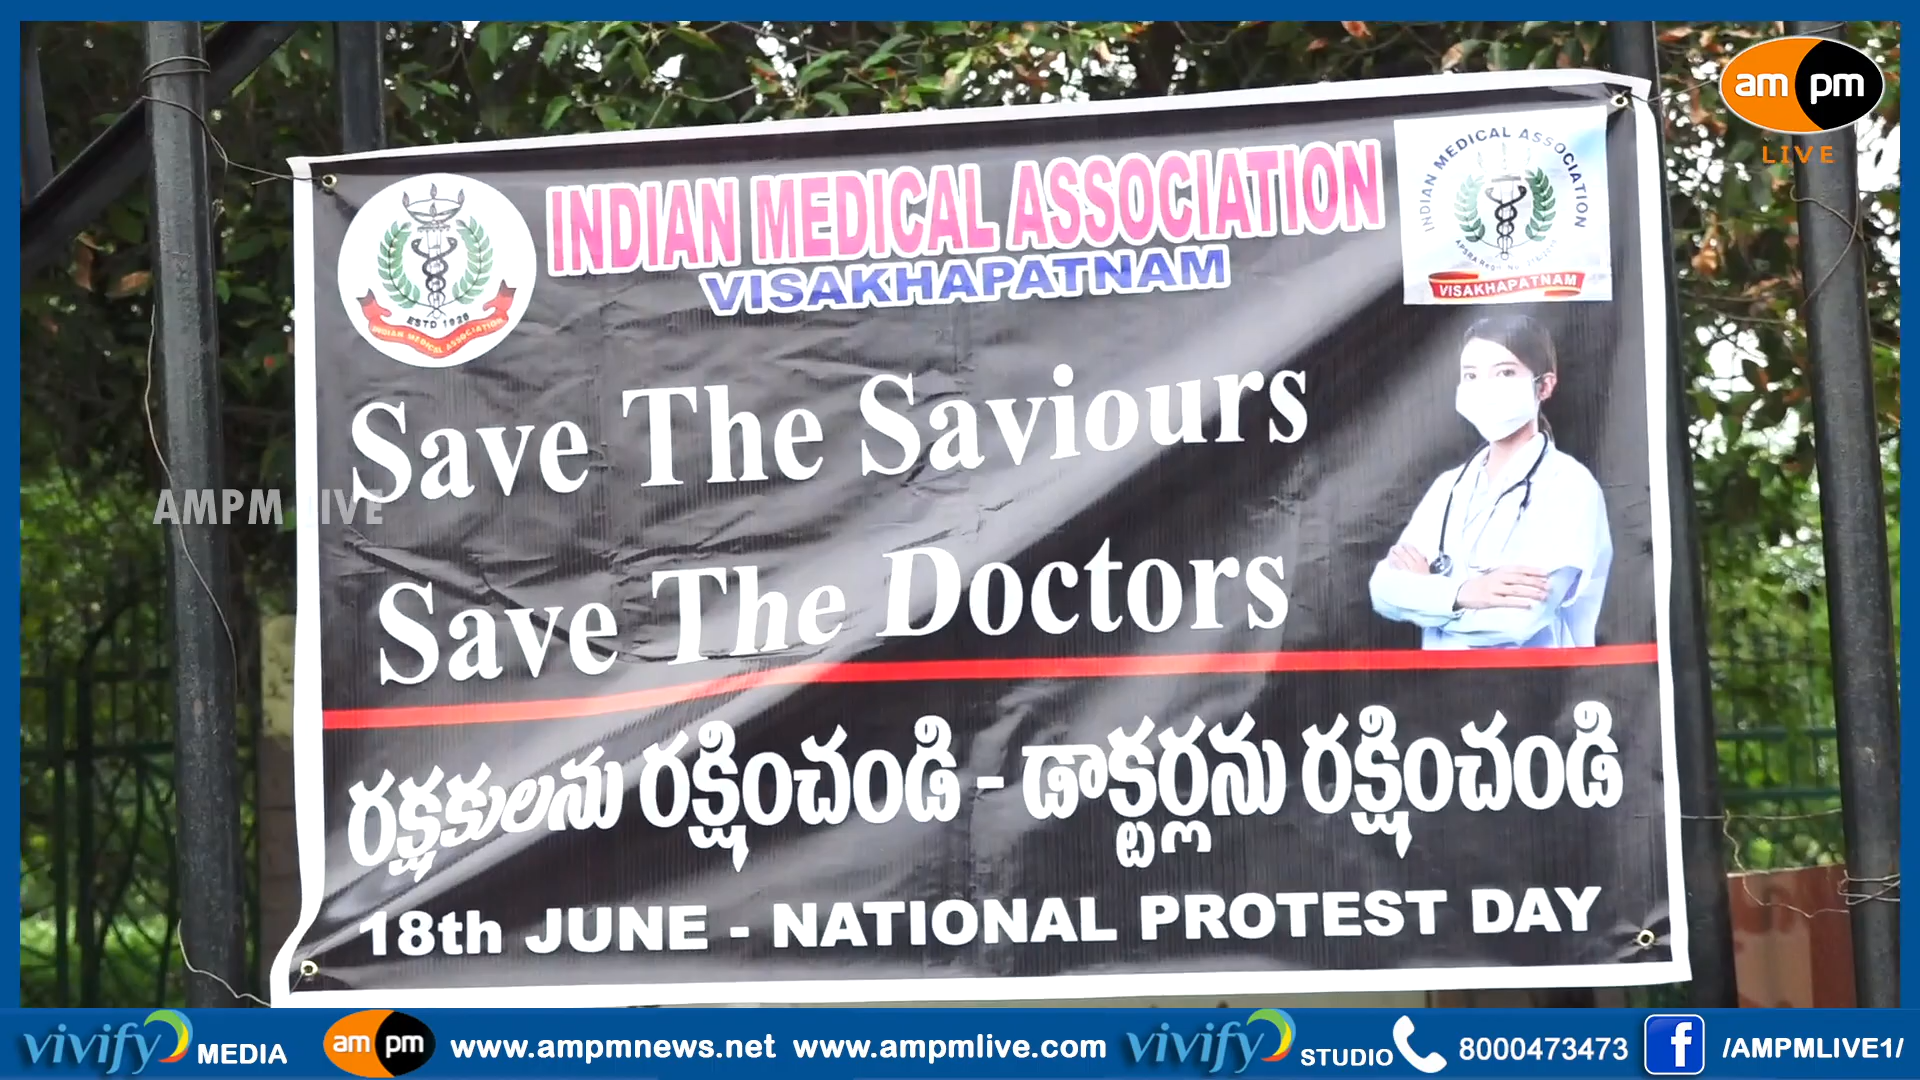 am pm
LIVE
INDIAN MEDICAL ASSOCIATION
VISAKHAPATNAM
ESTD 1928
INDIAN MEDICAL ASSOCIATION
INDIAN MEDICAL ASSOCIATION
VISAKHAPATNAM
Save The Saviours
AMPM LIVE
Save The Doctors
రక్షకులను రక్షించండి - డాక్టర్లను రక్షించండి
18th JUNE - NATIONAL PROTEST DAY
vivify MEDIA am pm www.ampmnews.net www.ampmlive.com vivify STUDIO 8000473473 f /AMPMLIVE1/